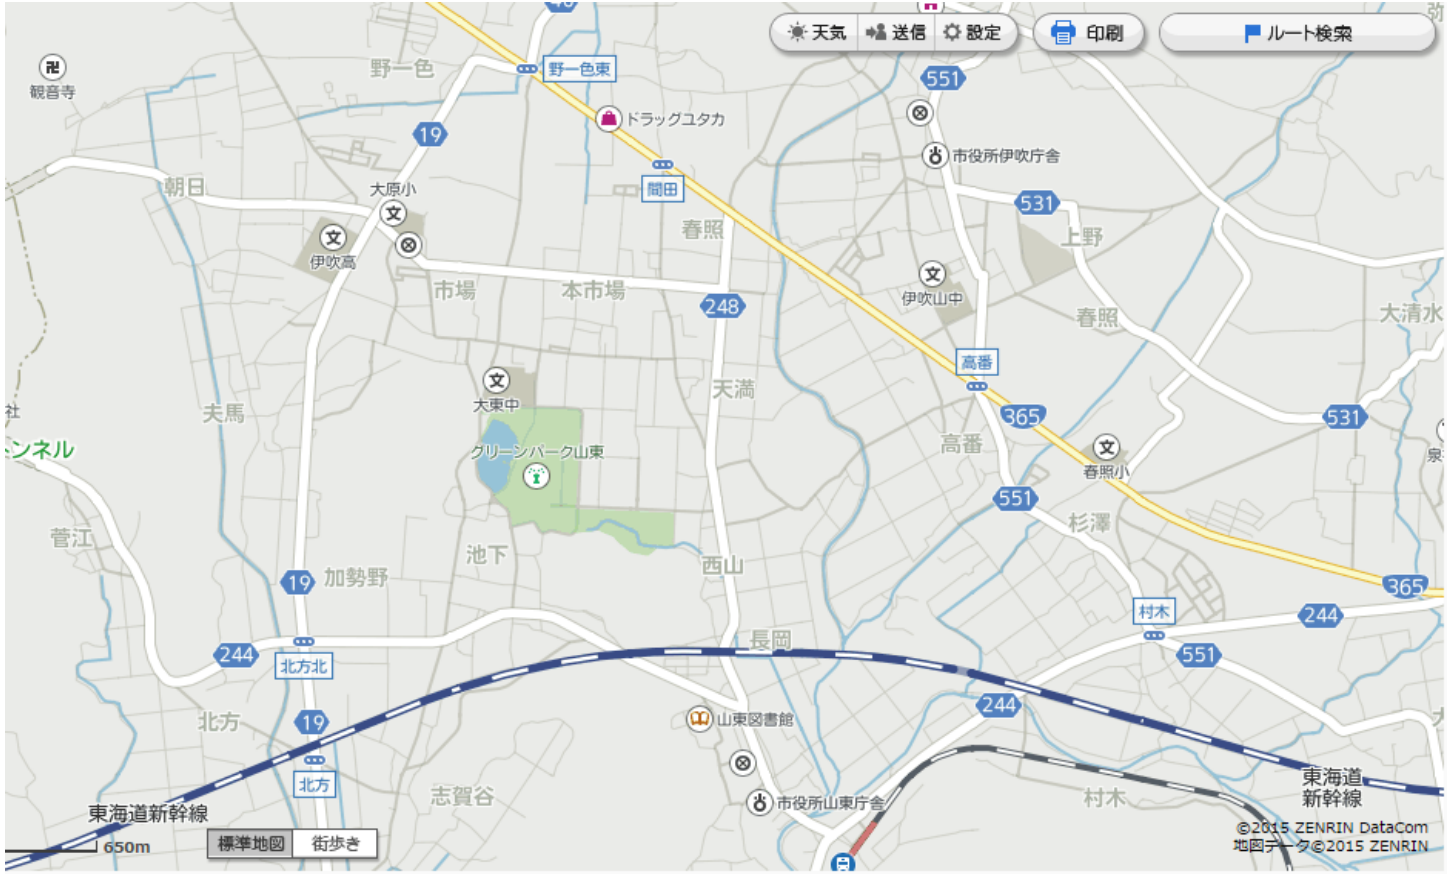 天気
送信
設定
印刷
ルート検索
野一色
野一色東
551
観音寺
ドラッグユタカ
19
市役所伊吹庁舎
朝日
大原小
間田
531
春照
上野
伊吹高
市場
本市場
248
伊吹山中
春照
大清水
高番
天満
大東中
夫馬
社
365
531
高番
トンネル
グリーンパーク山東
春照小
551
杉澤
菅江
池下
西山
19
加勢野
365
村木
244
長岡
244
北方北
551
244
19
北方
山東図書館
北方
志賀谷
東海道
新幹線
村木
市役所山東庁舎
東海道新幹線
標準地図
街歩き
650m
©2015 ZENRIN DataCom
地図データ©2015 ZENRIN